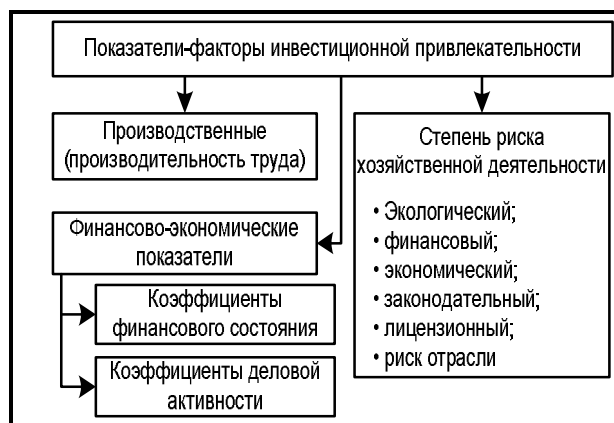 Показатели-факторы инвестиционной привлекательности
Производственные
(производительность труда)
Финансово-экономические
показатели
Коэффициенты
финансового состояния
Коэффициенты деловой
активности
Степень риска
хозяйственной деятельности
• Экологический;
• финансовый;
• экономический;
• законодательный;
• лицензионный;
• риск отрасли